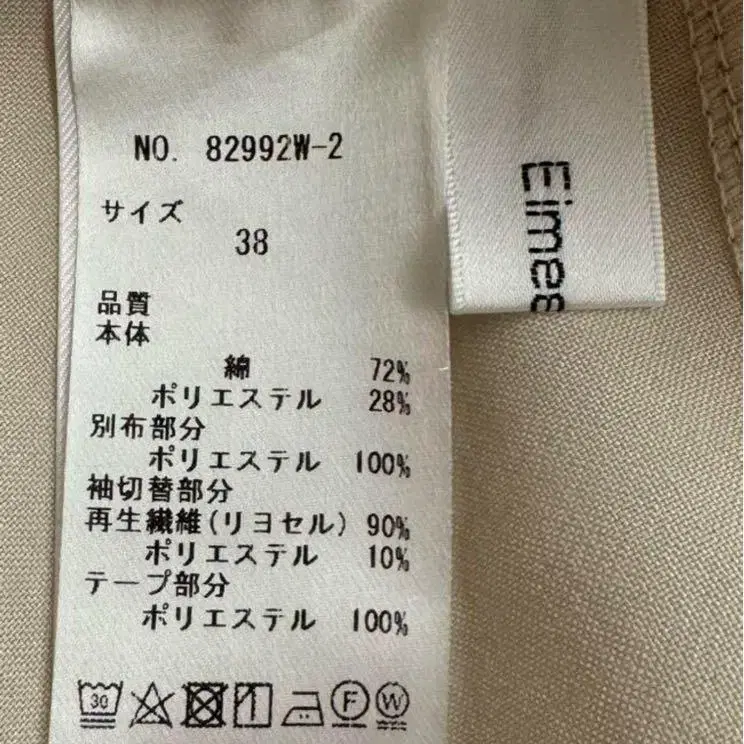 NO. 82992W-2
サイズ
38
品質
本体
綿 72%
ポリエステル 28%
別布部分
ポリエステル 100%
袖切替部分
再生繊維(リヨセル) 90%
ポリエステル 10%
テープ部分
ポリエステル 100%
30
F
W